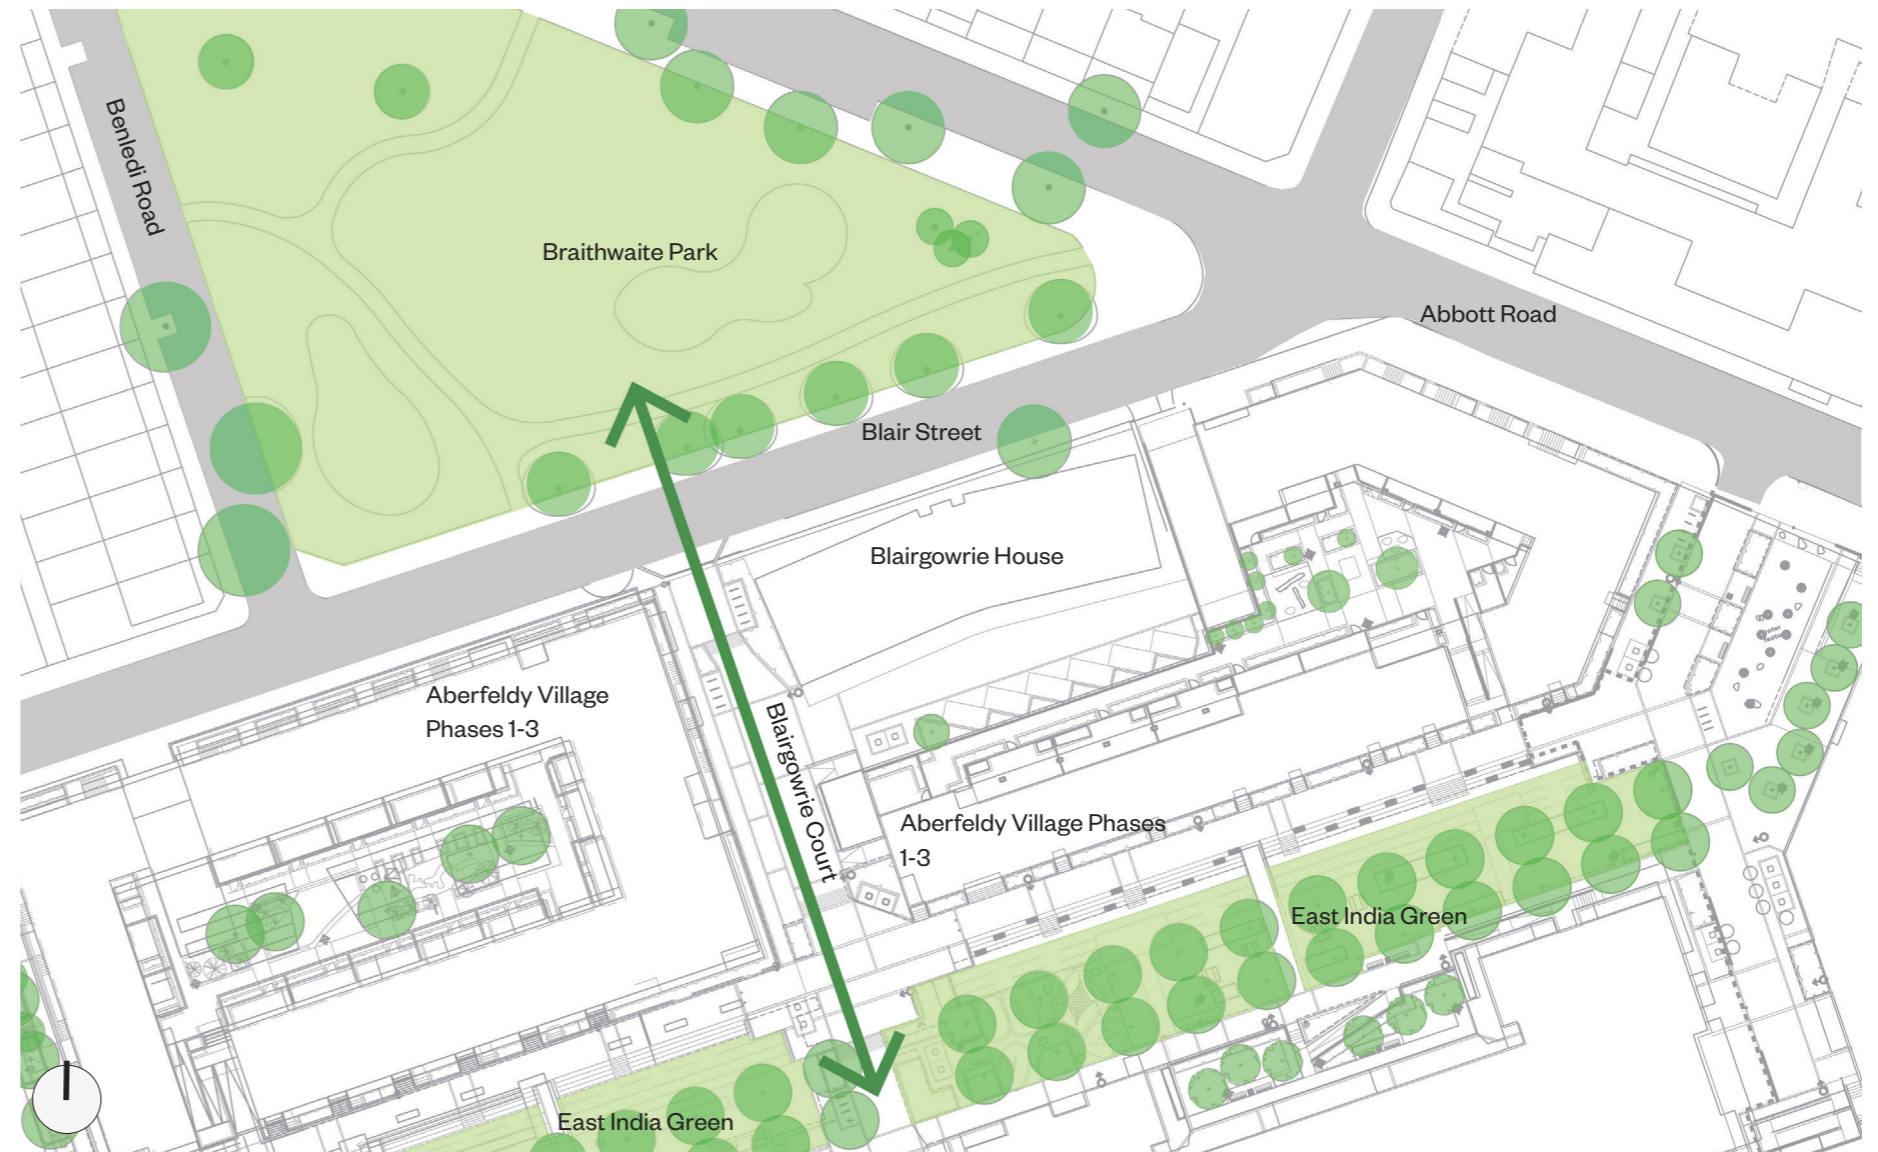 Benledi Road
Braithwaite Park
Abbott Road
Blair Street
Blairgowrie House
Aberfeldy Village
Phases 1-3
Blairgowrie Court
Aberfeldy Village Phases
1-3
East India Green
East India Green